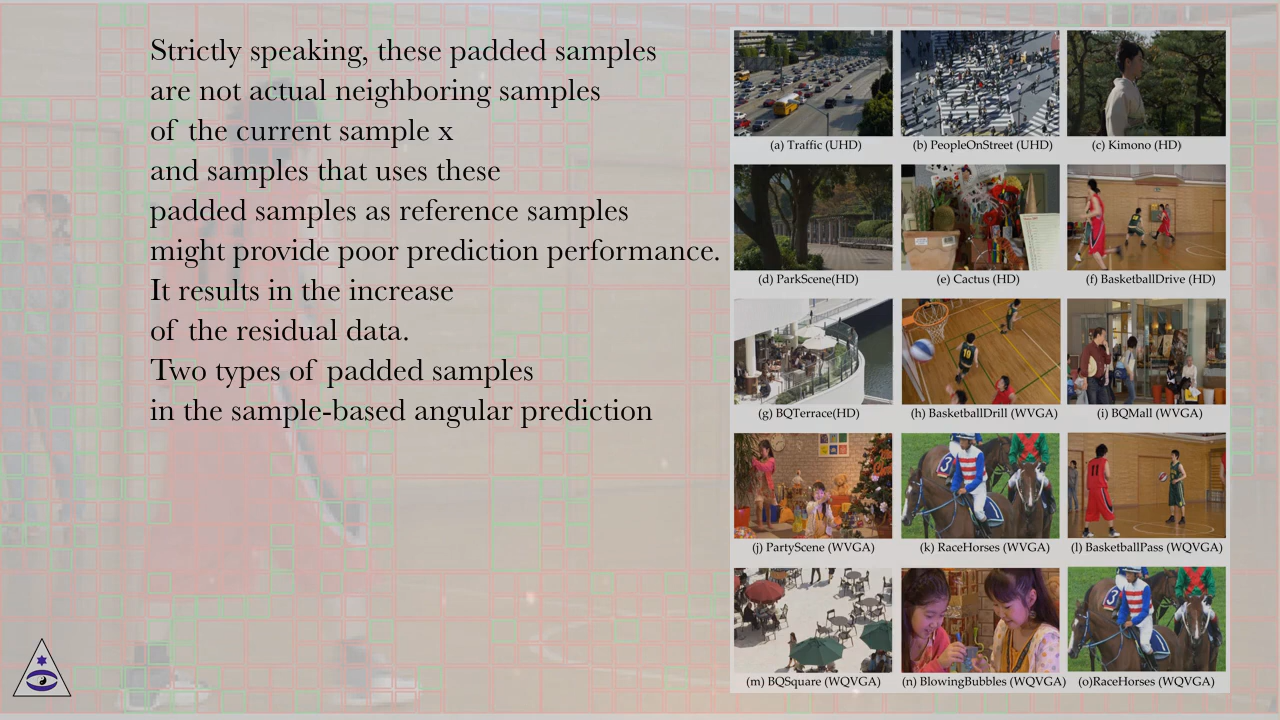 Strictly speaking, these padded samples
are not actual neighboring samples
of the current sample x
and samples that uses these
padded samples as reference samples
might provide poor prediction performance.
It results in the increase
of the residual data.
Two types of padded samples
in the sample-based angular prediction
(a) Traffic (UHD)
(b) PeopleOnStreet (UHD)
(c) Kimono (HD)
(d) ParkScene(HD)
(e) Cactus (HD)
(f) BasketballDrive (HD)
(g) BQTerrace(HD)
(h) BasketballDrill (WVGA)
(i) BQMall (WVGA)
(j) PartyScene (WVGA)
(k) RaceHorses (WVGA)
(l) BasketballPass (WQVGA)
(m) BQSquare (WQVGA)
(n) BlowingBubbles (WQVGA)
(o)RaceHorses (WQVGA)
19
3
11
3